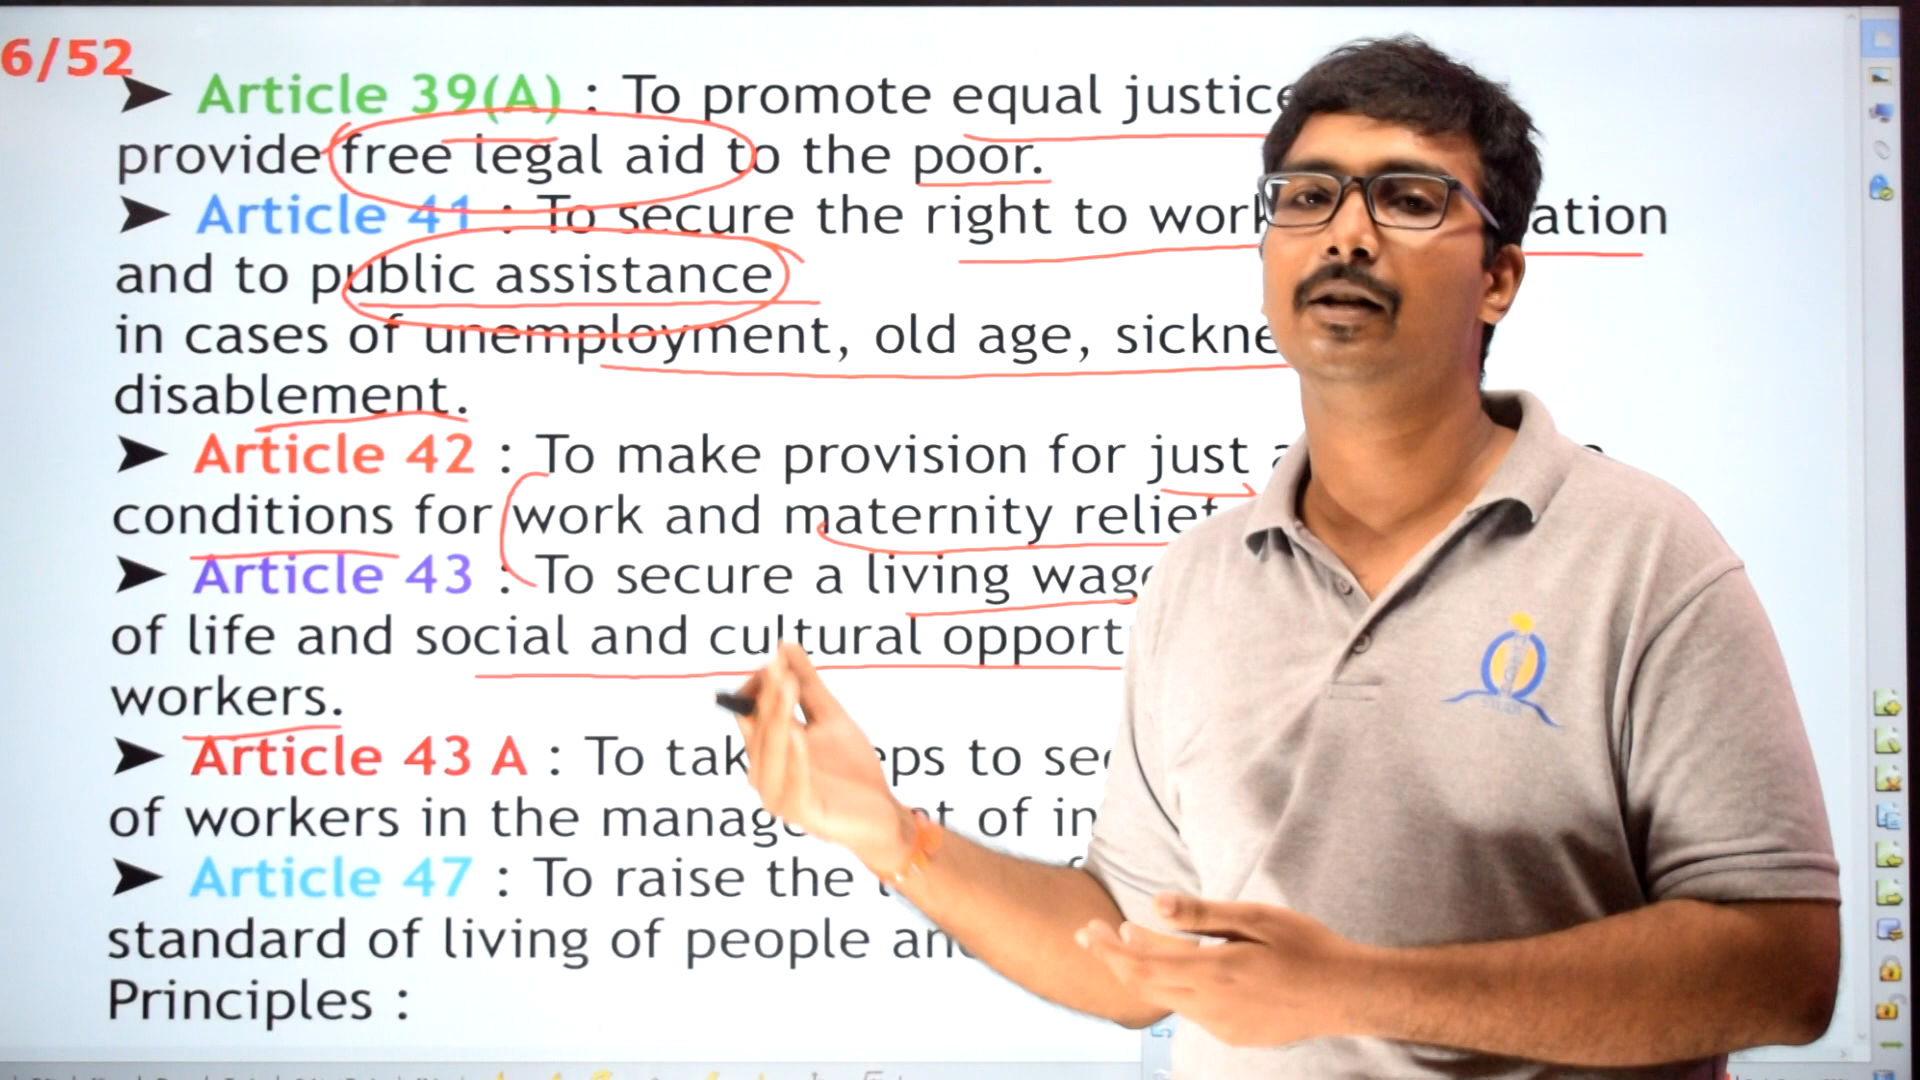 6/52
➤ Article 39(A) : To promote equal justice
provide free legal aid to the poor.
➤ Article 41 : To secure the right to work ation
and to public assistance
in cases of unemployment, old age, sickne
disablement.
➤ Article 42 : To make provision for just
conditions for work and maternity relief
➤ Article 43 : To secure a living wage
of life and social and cultural opport
workers.
➤ Article 43 A : To tak eps to sec
of workers in the manage t of in
➤ Article 47 : To raise the
standard of living of people an
Principles :